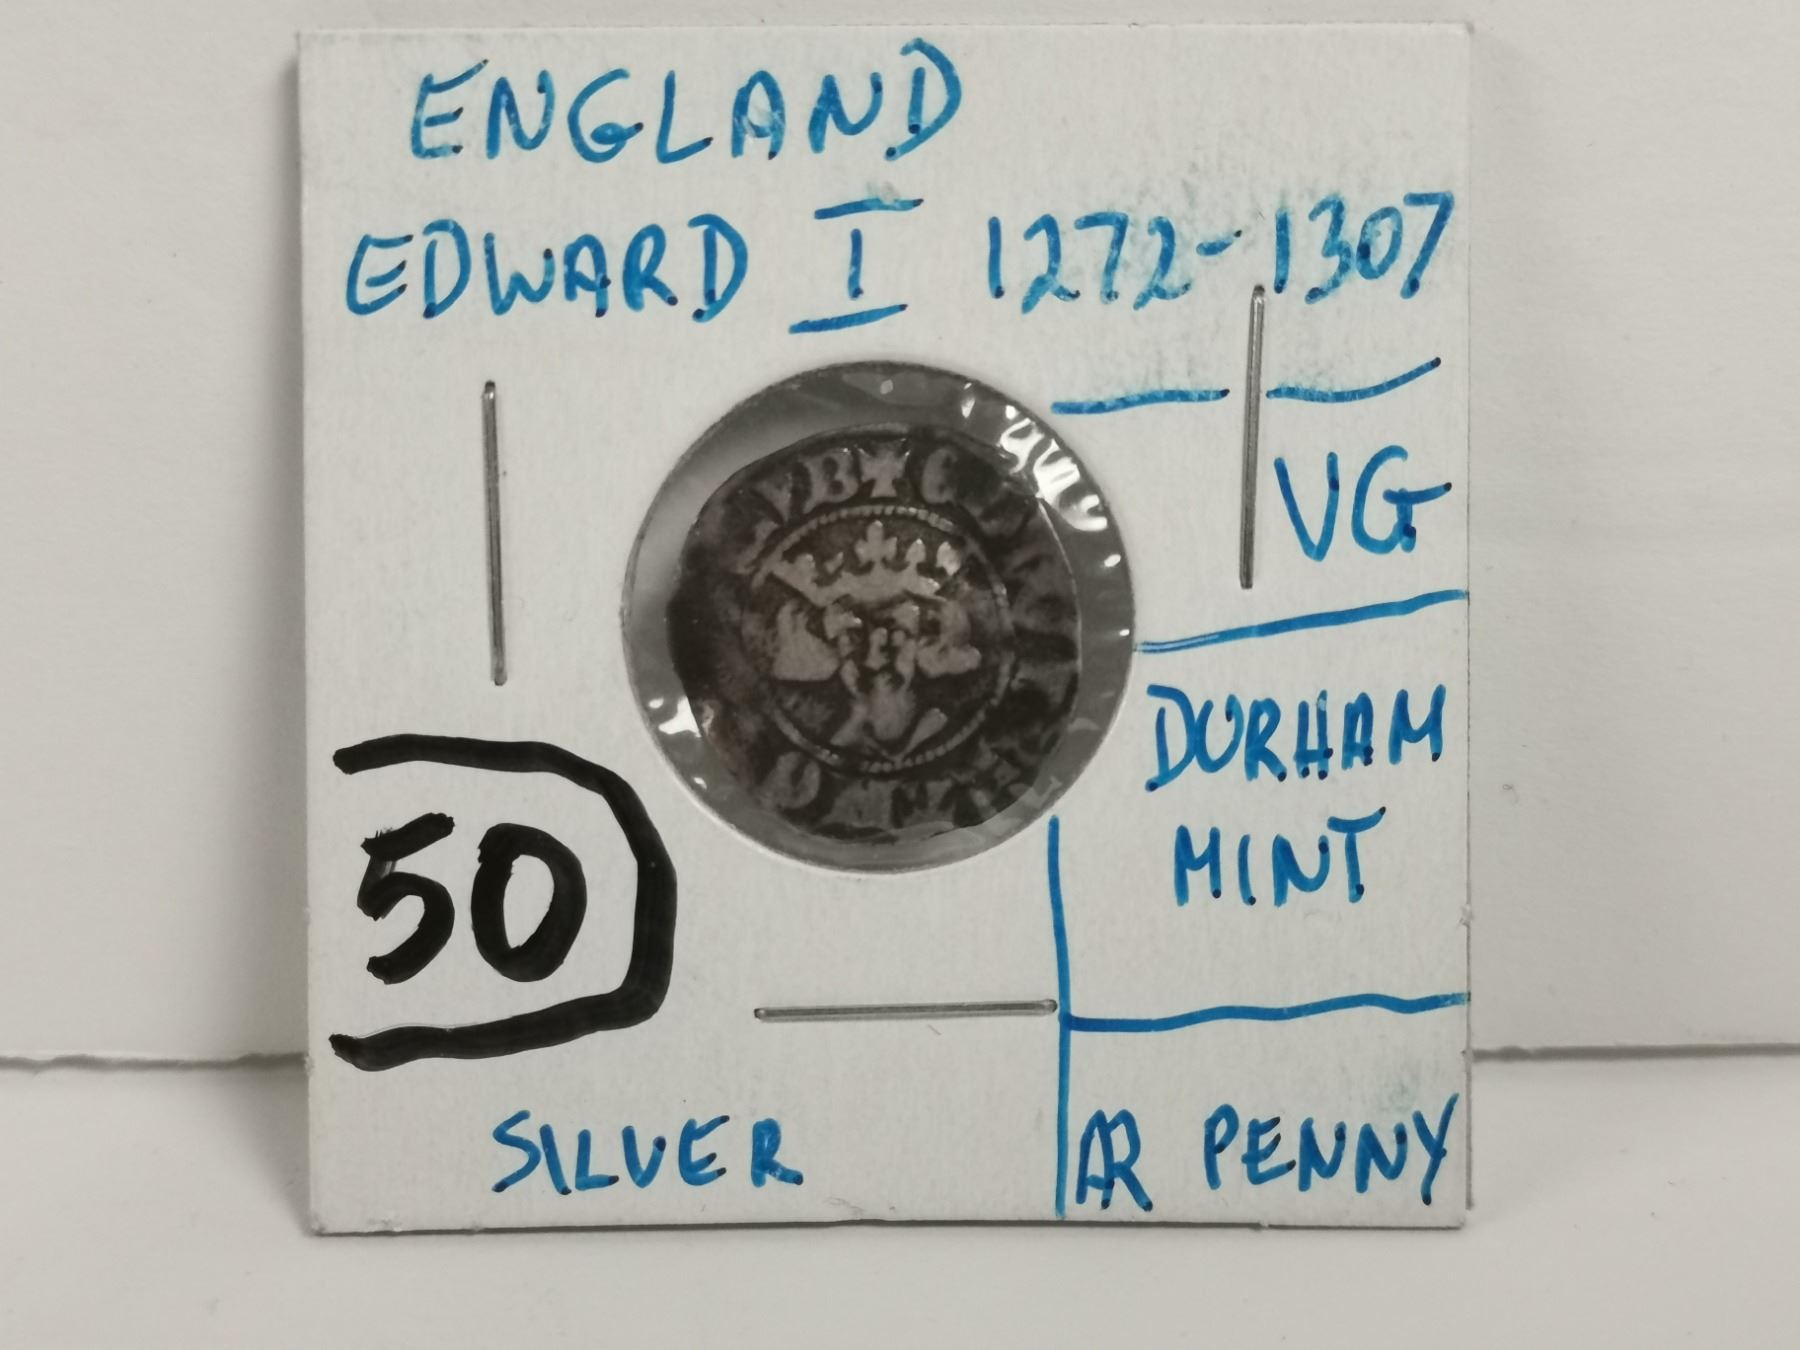 ENGLAND
EDWARD I 1272-1307
VG
DURHAM
MINT
50
SILVER
AR PENNY